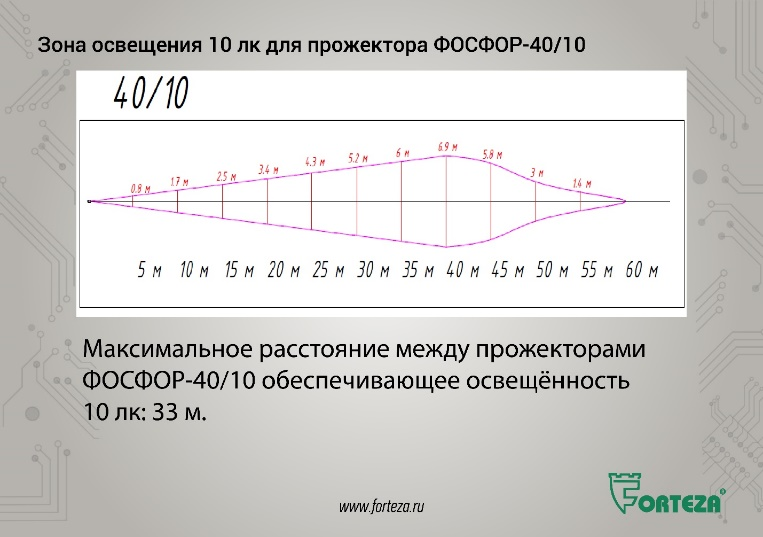 Зона освещения 10 лк для прожектора ФОСФОР-40/10
40/10
0.8 м 1.7 м 2.5 м 3.4 м 4.3 м 5.2 м 6 м 6.9 м 5.8 м 3 м 1.4 м
5 м 10 м 15 м 20 м 25 м 30 м 35 м 40 м 45 м 50 м 55 м 60 м
Максимальное расстояние между прожекторами
ФОСФОР-40/10 обеспечивающее освещённость
10 лк: 33 м.
www.forteza.ru
FORTEZA®